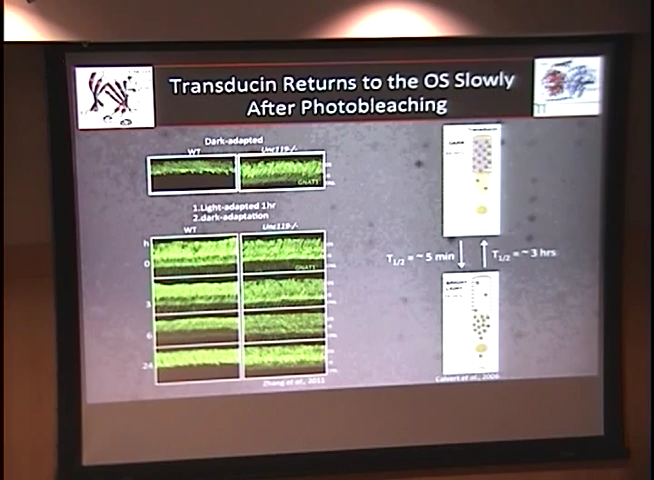 Transducin Returns to the OS Slowly
After Photobleaching
Dark-adapted
WT
Unc119-/-
GNAT1
1.Light-adapted 1hr
2.dark-adaptation
WT
Unc119-/-
h
0
GNAT1
3
6
24
Zhang et al., 2011
Transducin
T1/2 = ~ 5 min
T1/2 = ~ 3 hrs
Calvert et al., 2006